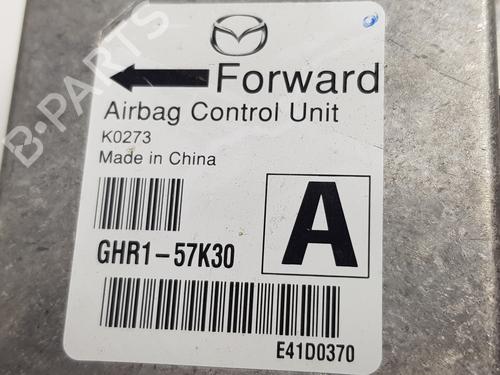 B-PARTS
Forward
Airbag Control Unit
K0273
Made in China
GHR1-57K30
A
E41D0370